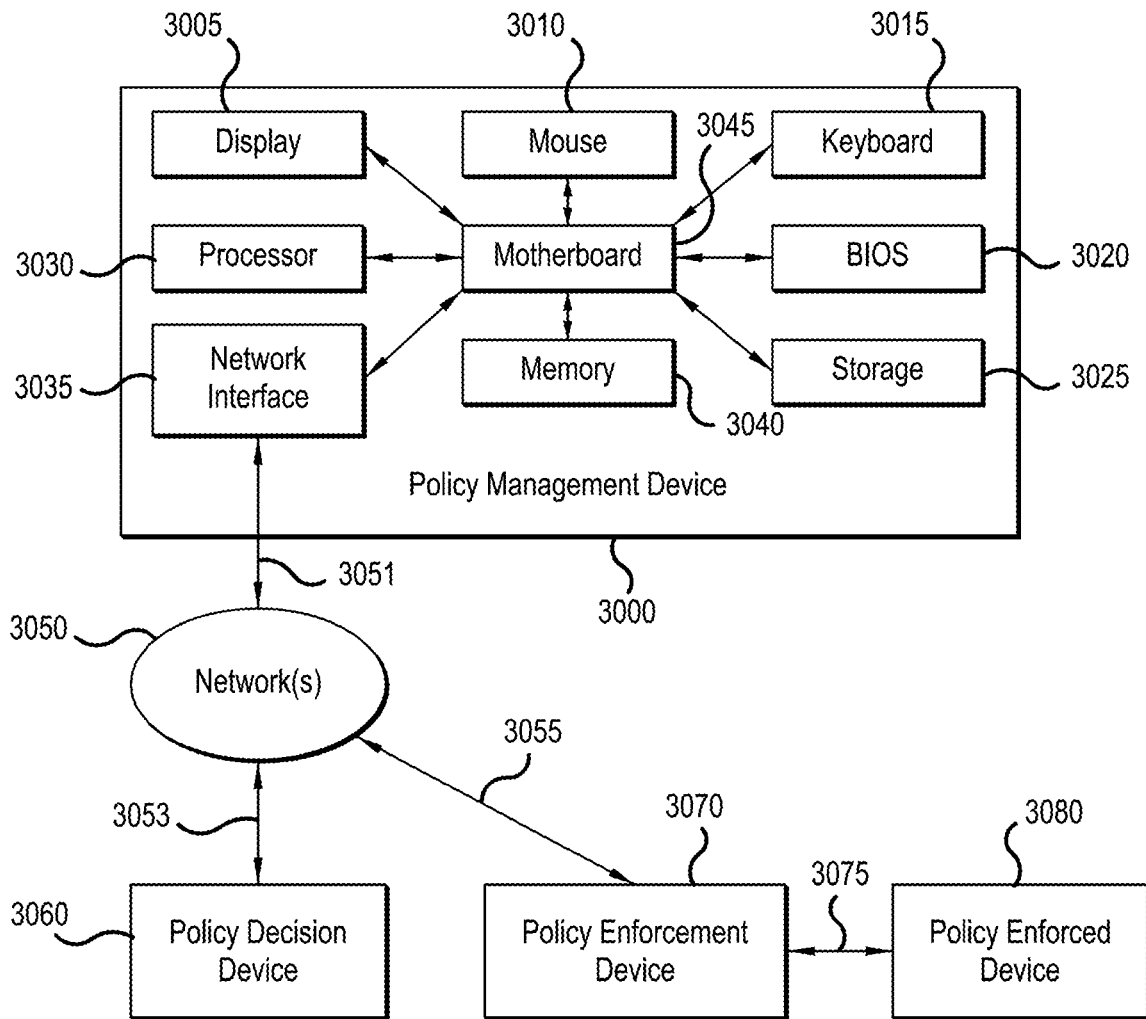 3005
3010
3015
Display
Mouse
3045
Keyboard
3030
Processor
Motherboard
BIOS
3020
3035
Network
Interface
Memory
3040
Storage
3025
Policy Management Device
3051
3000
3050
Network(s)
3055
3053
3070
3080
3075
3060
Policy Decision
Device
Policy Enforcement
Device
Policy Enforced
Device